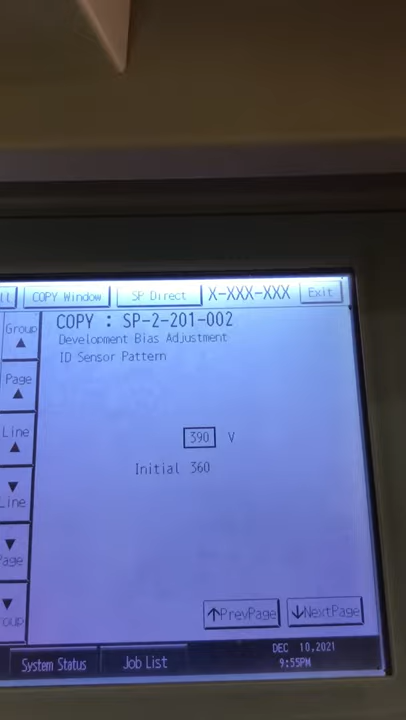 COPY Window SP Direct X-XXX-XXX Exit
COPY : SP-2-201-002
Development Bias Adjustment
ID Sensor Pattern
Group
Page
Line
Line
390 V
Initial 360
↑PrevPage ↓NextPage
System Status Job List
DEC 10,2021
9:55PM